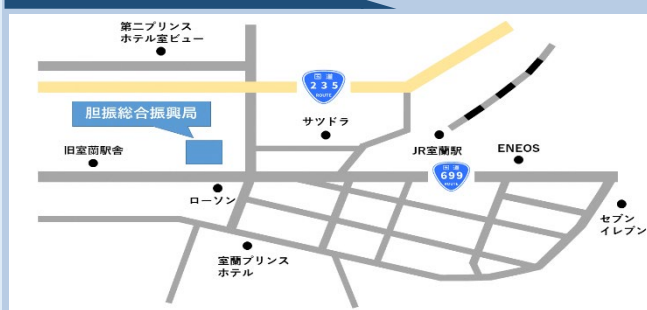 第二プリンス
ホテル室ビュー
国道
235
ROUTE
胆振総合振興局
サツドラ
旧室蘭駅舎
JR室蘭駅
ENEOS
国道
699
ROUTE
ローソン
セブン
イレブン
室蘭プリンス
ホテル